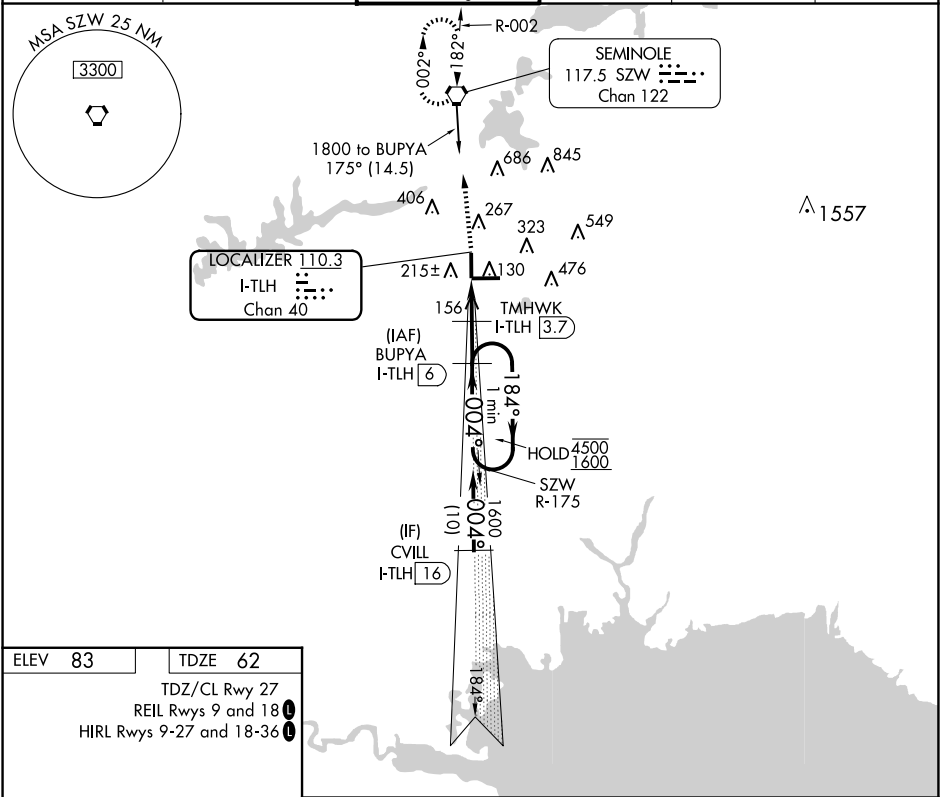 MSA SZW 25 NM
3300
R-002
002°
182°
SEMINOLE
117.5 SZW
Chan 122
1800 to BUPYA
175° (14.5)
686
845
406
267
323
549
1557
LOCALIZER 110.3
I-TLH
Chan 40
215±
130
476
156
TMHWK
I-TLH 3.7
(IAF)
BUPYA
I-TLH 6
184°
1 min
004°
HOLD 4500
1600
SZW
R-175
1600
004°
(10)
(IF)
CVILL
I-TLH 16
184°
ELEV 83
TDZE 62
TDZ/CL Rwy 27
REIL Rwys 9 and 18 L
HIRL Rwys 9-27 and 18-36 L